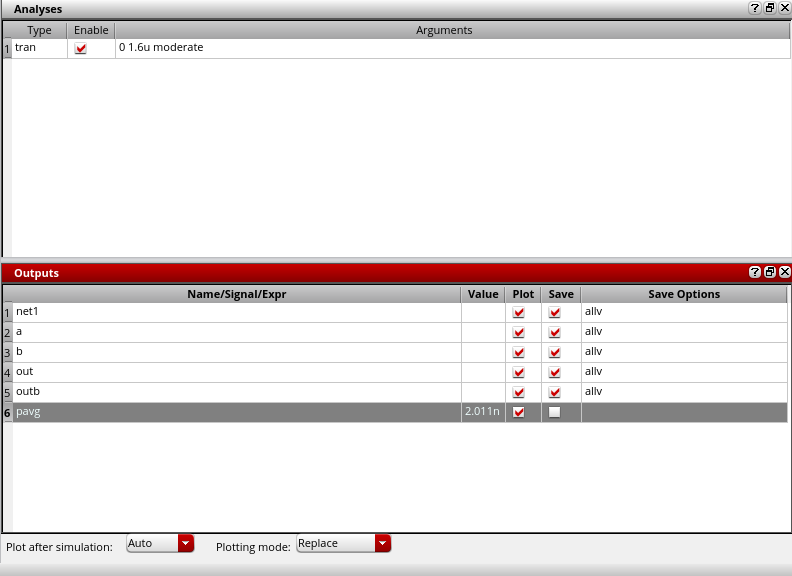 Analyses
Type Enable Arguments
1 tran 0 1.6u moderate
Outputs
Name/Signal/Expr Value Plot Save Save Options
1 net1 allv
2 a allv
3 b allv
4 out allv
5 outb allv
6 pavg 2.011n
Plot after simulation: Auto Plotting mode: Replace